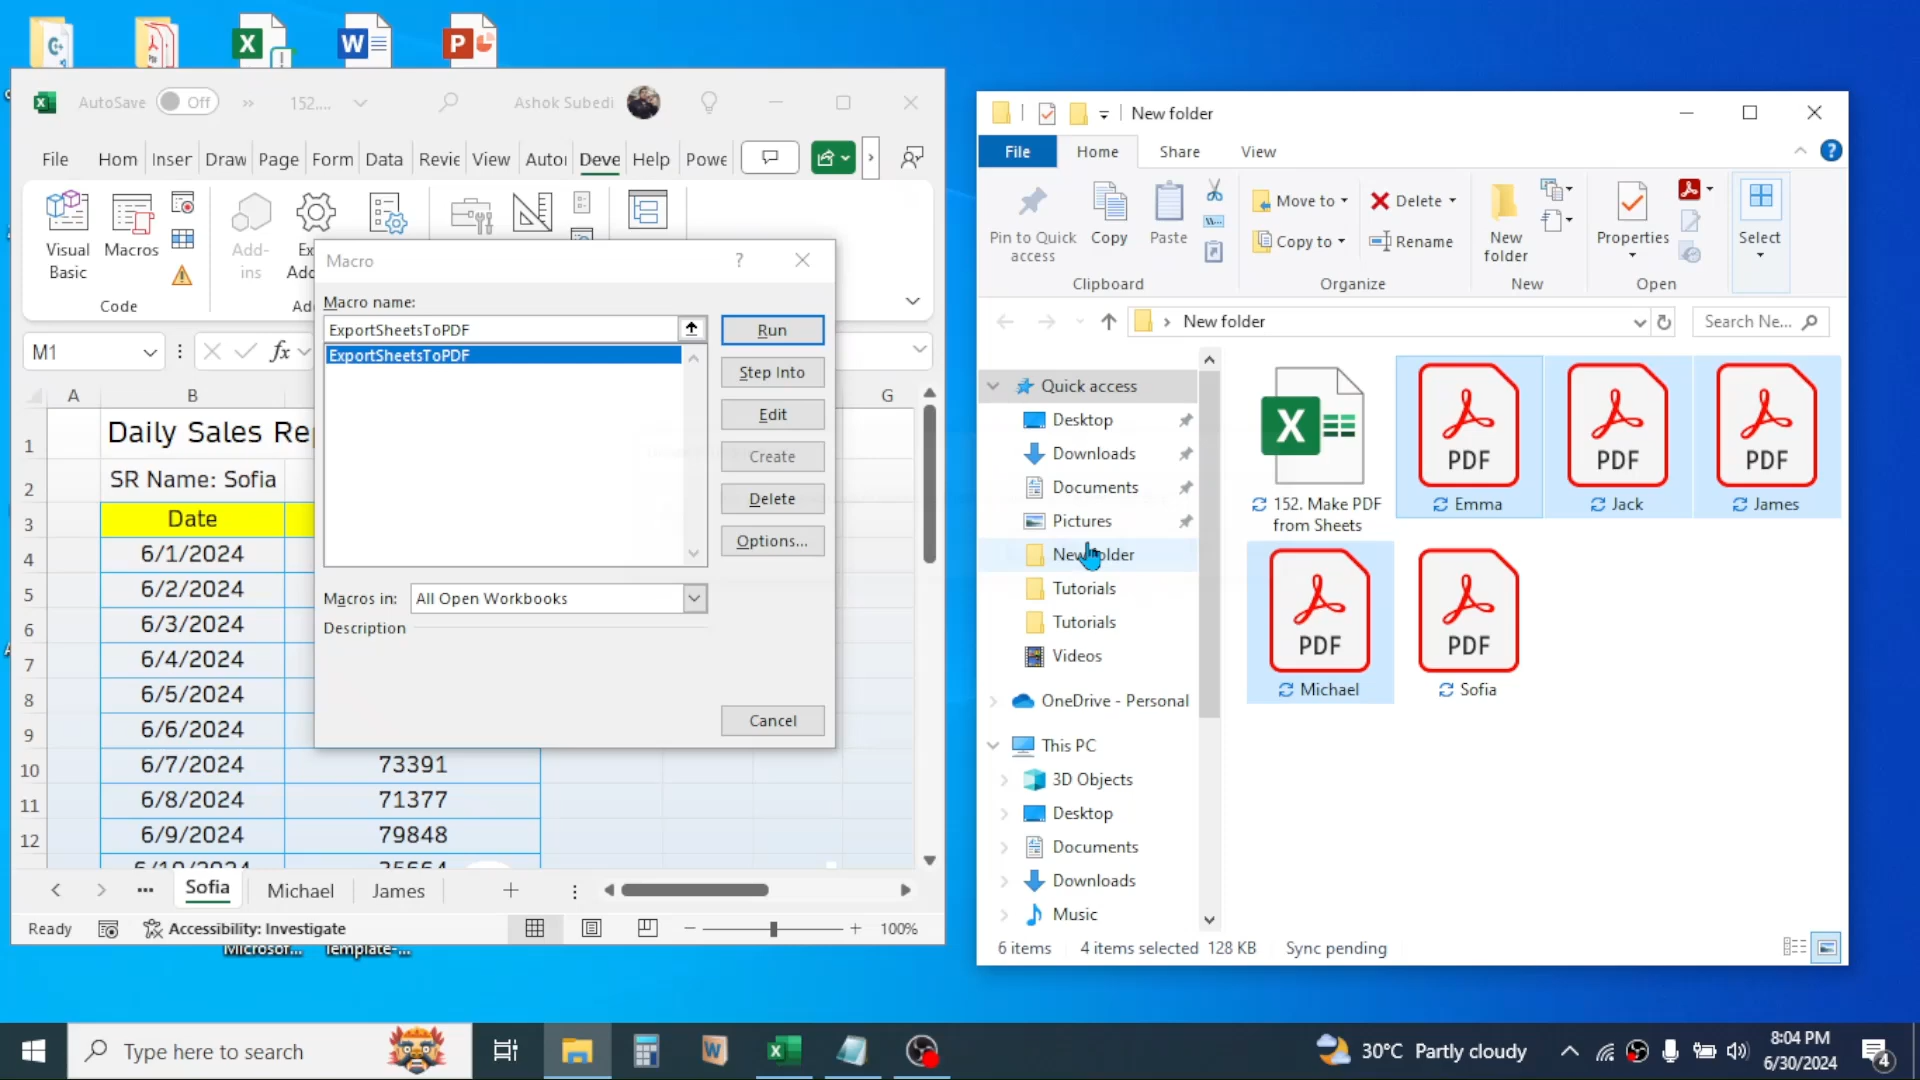 AutoSave
Off
152....
Ashok Subedi
File
Hom
Inser
Draw
Page
Form
Data
Revie
View
Autor
Deve
Help
Powe
Visual
Basic
Macros
Add-
ins
Ex
Add
Code
Macro
?
Macro name:
ExportSheetsToPDF
ExportSheetsToPDF
Run
Step Into
Edit
Create
Delete
Options...
Macros in:
All Open Workbooks
Description
Cancel
M1
fx
A
B
G
1
Daily Sales Re
2
SR Name: Sofia
3
Date
4
6/1/2024
5
6/2/2024
6
6/3/2024
7
6/4/2024
8
6/5/2024
9
6/6/2024
10
6/7/2024
73391
11
6/8/2024
71377
12
6/9/2024
79848
Sofia
Michael
James
Ready
Accessibility: Investigate
100%
Microsof...
Template-...
New folder
File
Home
Share
View
Pin to Quick
access
Copy
Paste
Clipboard
Move to
Copy to
Delete
Rename
Organize
New
folder
New
Properties
Open
Select
New folder
Search Ne...
Quick access
Desktop
Downloads
Documents
Pictures
Tutorials
Tutorials
Videos
OneDrive - Personal
This PC
3D Objects
Desktop
Documents
Downloads
Music
152. Make PDF
from Sheets
PDF
Emma
PDF
Jack
PDF
James
PDF
Michael
PDF
Sofia
6 items
4 items selected
128 KB
Sync pending
Type here to search
30°C
Partly cloudy
8:04 PM
6/30/2024
4